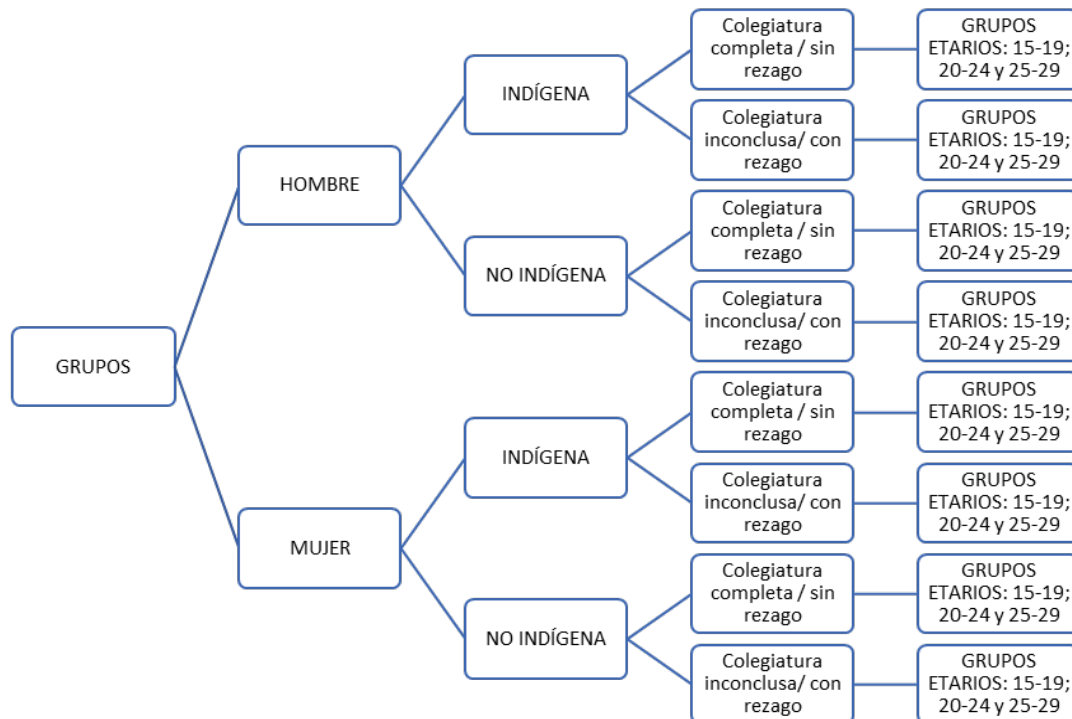 Colegiatura
completa / sin
rezago
GRUPOS
ETARIOS: 15-19;
20-24 y 25-29
INDÍGENA
Colegiatura
inconclusa/ con
rezago
GRUPOS
ETARIOS: 15-19;
20-24 y 25-29
HOMBRE
Colegiatura
completa / sin
rezago
GRUPOS
ETARIOS: 15-19;
20-24 y 25-29
NO INDÍGENA
Colegiatura
inconclusa/ con
rezago
GRUPOS
ETARIOS: 15-19;
20-24 y 25-29
GRUPOS
Colegiatura
completa / sin
rezago
GRUPOS
ETARIOS: 15-19;
20-24 y 25-29
INDÍGENA
Colegiatura
inconclusa/ con
rezago
GRUPOS
ETARIOS: 15-19;
20-24 y 25-29
MUJER
Colegiatura
completa / sin
rezago
GRUPOS
ETARIOS: 15-19;
20-24 y 25-29
NO INDÍGENA
Colegiatura
inconclusa/ con
rezago
GRUPOS
ETARIOS: 15-19;
20-24 y 25-29